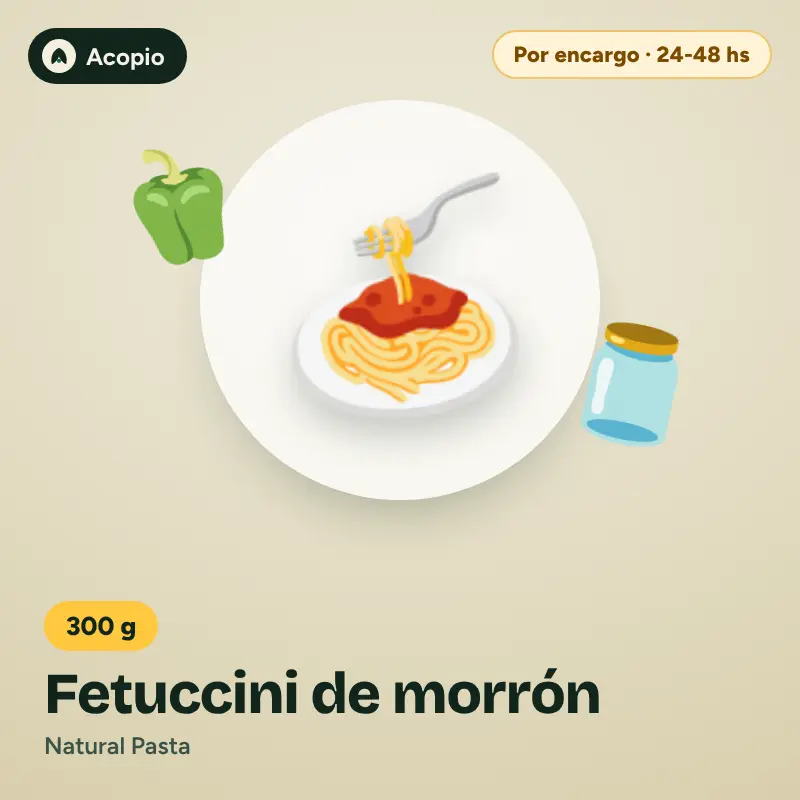 Acopio
Por encargo · 24-48 hs
300 g
Fetuccini de morrón
Natural Pasta